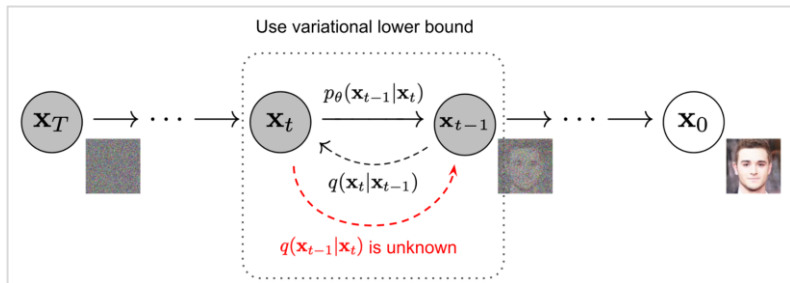 Use variational lower bound
x_T ⋯ x_t p_θ(x_{t−1}|x_t) x_{t−1} ⋯ x_0
q(x_t|x_{t−1})
q(x_{t−1}|x_t) is unknown